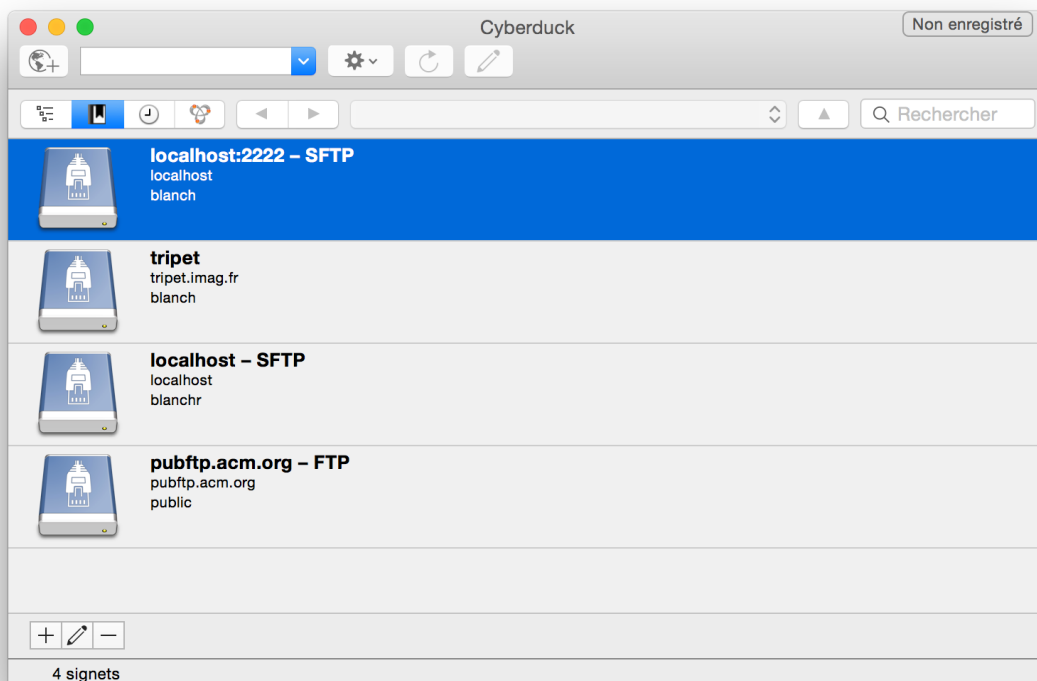 Cyberduck
Non enregistré
Rechercher
localhost:2222 – SFTP
localhost
blanch
tripet
tripet.imag.fr
blanch
localhost – SFTP
localhost
blanchr
pubftp.acm.org – FTP
pubftp.acm.org
public
4 signets